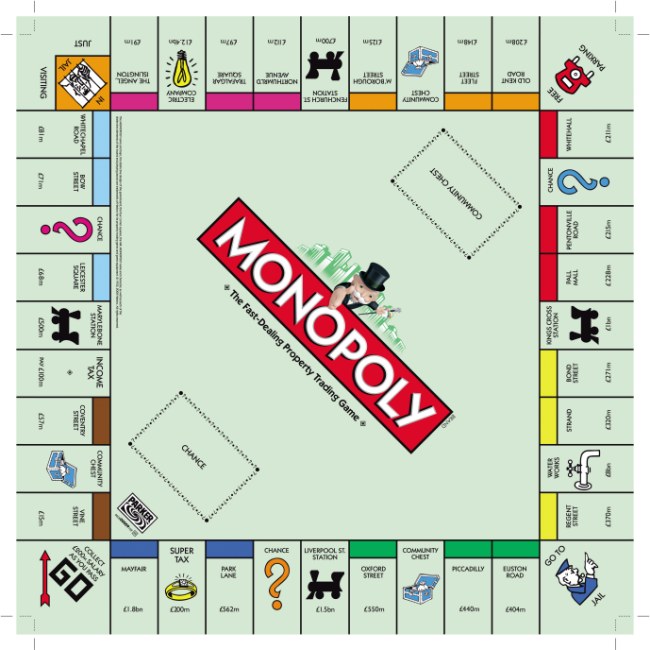 JUST
VISITING
IN
JAIL
THE ANGEL,
ISLINGTON
£91m
ELECTRIC
COMPANY
TRAFALGAR
SQUARE
£97m
AVENUE
£112m
FENCHURCH ST
STATION
£700m
M.BOROUGH
STREET
£125m
COMMUNITY
CHEST
FLEET
STREET
£148m
OLD KENT
ROAD
£208m
FREE
PARKING
WHITECHAPEL
ROAD
£81m
BOW
STREET
£71m
CHANCE
?
LEICESTER
SQUARE
£68m
MARYLEBONE
STATION
£500m
INCOME
TAX
PAY
COVENTRY
STREET
£37m
COMMUNITY
CHEST
VINE
STREET
£15m
COMMUNITY CHEST
MONOPOLY
The Fast-Dealing Property Trading Game
BRAND
CHANCE
PARKER
WHITEHALL
£211m
CHANCE
?
PENTONVILLE
ROAD
£215m
PALL
MALL
£228m
KINGS CROSS
STATION
£1bn
BOND
STREET
£271m
STRAND
£320m
WATER
WORKS
£8bn
REGENT
STREET
£370m
COLLECT
SALARY
AS YOU PASS
GO
MAYFAIR
£1.8bn
SUPER
TAX
£200m
PARK
LANE
£562m
CHANCE
?
LIVERPOOL ST.
STATION
£1.5bn
OXFORD
STREET
£550m
COMMUNITY
CHEST
PICCADILLY
£440m
EUSTON
ROAD
£404m
GO TO
JAIL